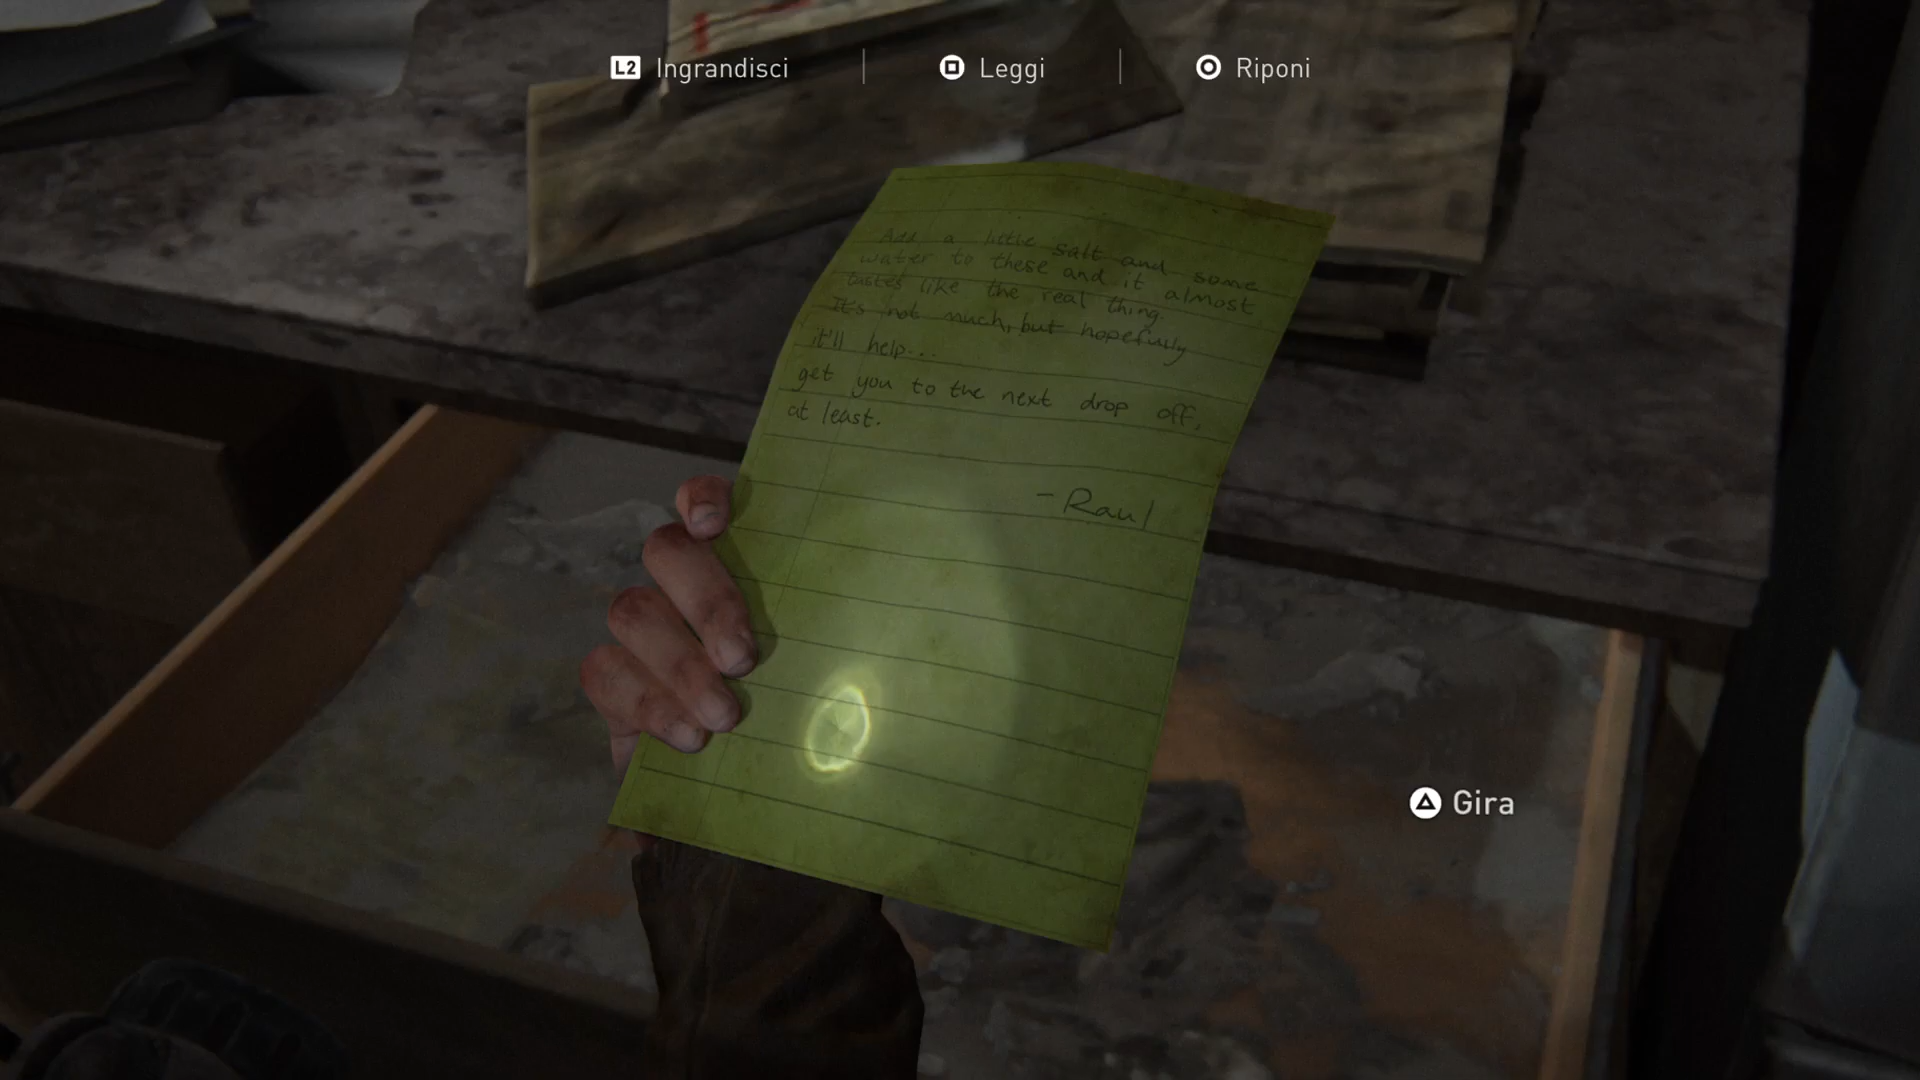 L2 Ingrandisci
Leggi
Riponi
Add a little salt and some
water to these and it almost
tastes like the real thing.
It's not much, but hopefully
it'll help...
get you to the next drop off,
at least.
- Raul
Gira